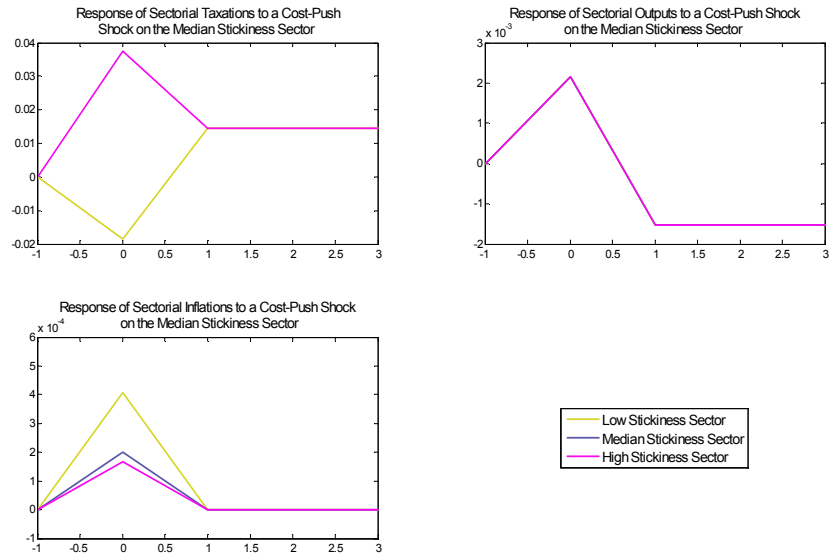 Response of Sectorial Taxations to a Cost-Push
Shock on the Median Stickiness Sector
0.04
0.03
0.02
0.01
0
-0.01
-0.02
-1 -0.5 0 0.5 1 1.5 2 2.5 3
Response of Sectorial Outputs to a Cost-Push Shock
on the Median Stickiness Sector
x 10-3
3
2
1
0
-1
-2
-1 -0.5 0 0.5 1 1.5 2 2.5 3
Response of Sectorial Inflations to a Cost-Push Shock
on the Median Stickiness Sector
x 10-4
6
5
4
3
2
1
0
-1
-1 -0.5 0 0.5 1 1.5 2 2.5 3
Low Stickiness Sector
Median Stickiness Sector
High Stickiness Sector